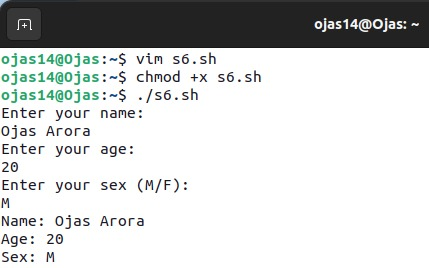 ojas14@Ojas: ~
ojas14@Ojas:~$ vim s6.sh
ojas14@Ojas:~$ chmod +x s6.sh
ojas14@Ojas:~$ ./s6.sh
Enter your name:
Ojas Arora
Enter your age:
20
Enter your sex (M/F):
M
Name: Ojas Arora
Age: 20
Sex: M